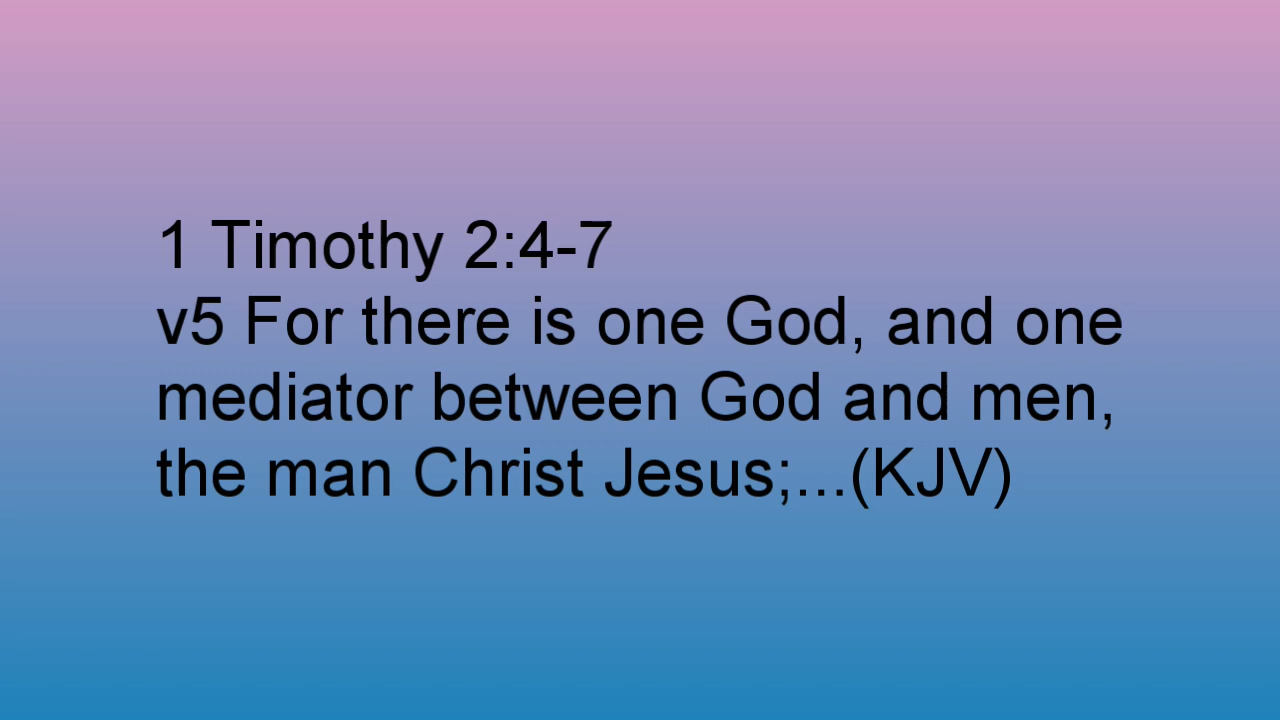 1 Timothy 2:4-7
v5 For there is one God, and one
mediator between God and men,
the man Christ Jesus;...(KJV)